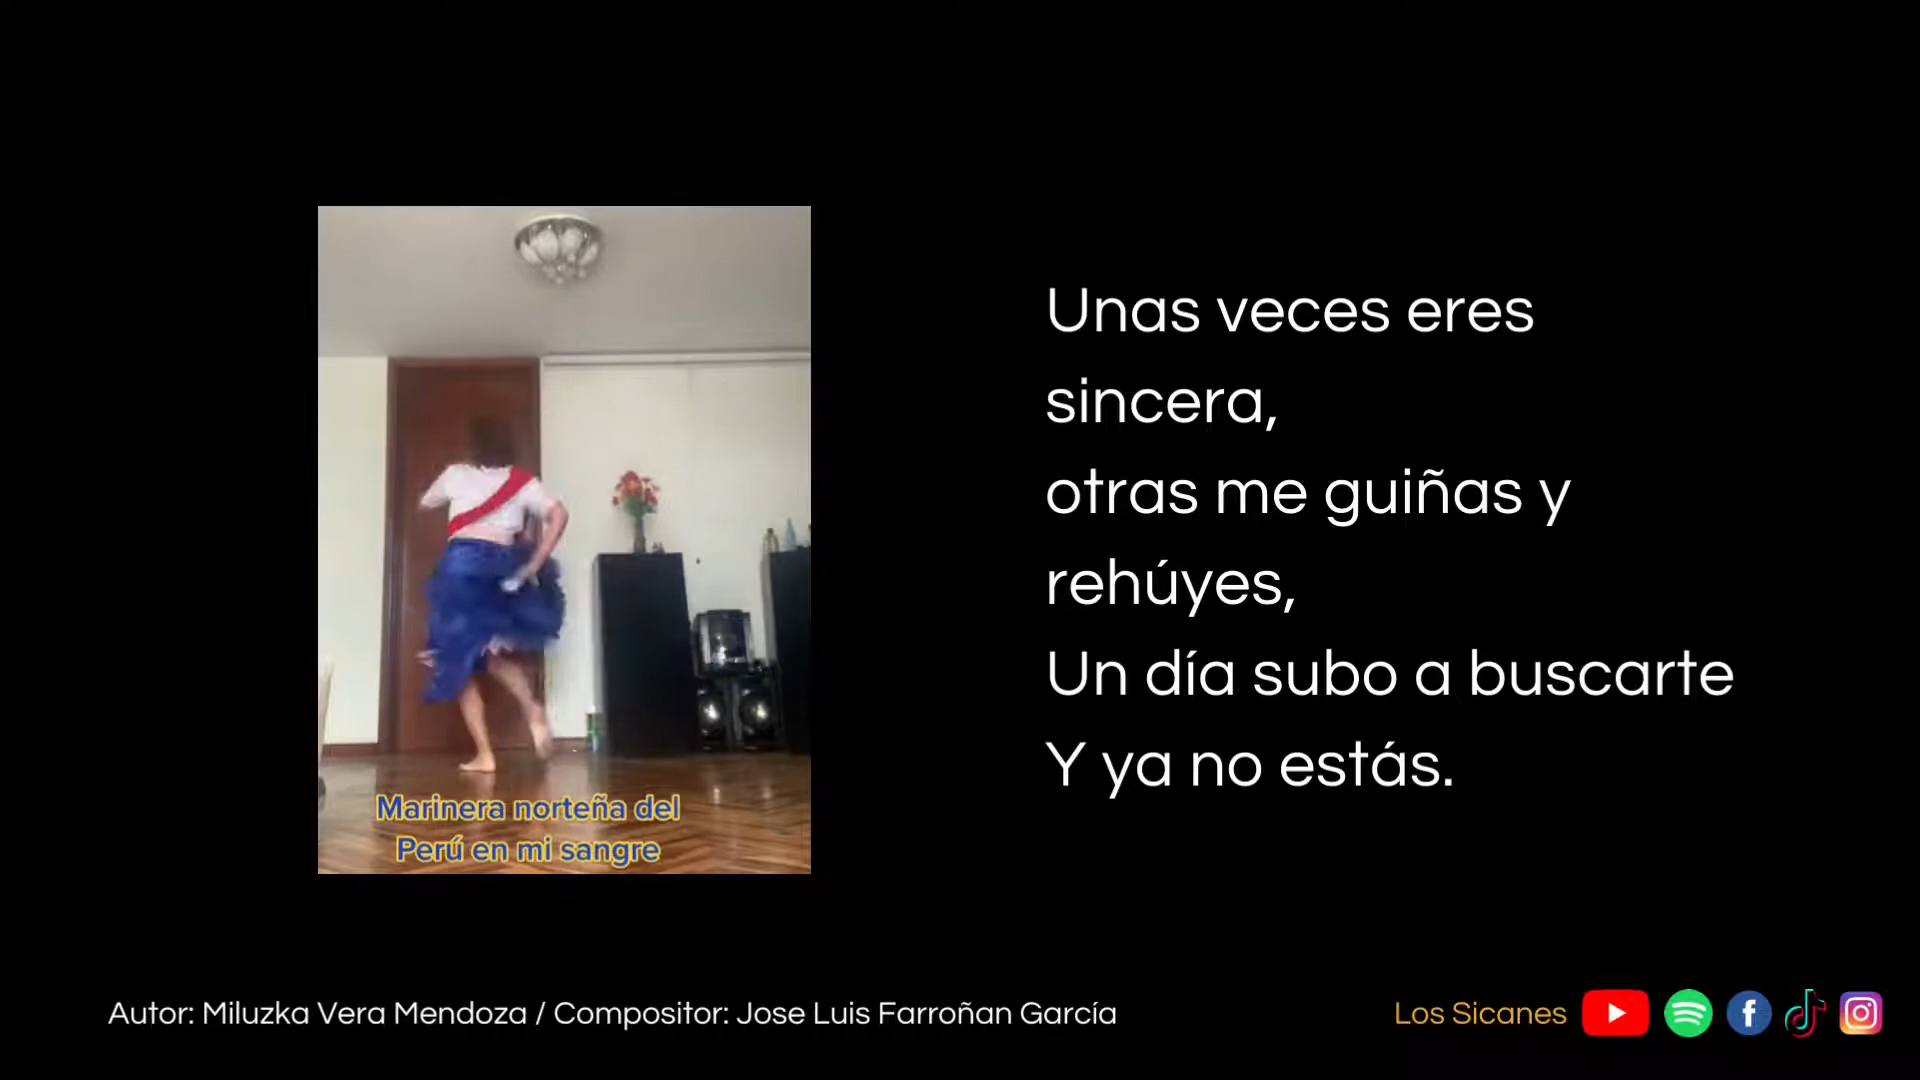 Unas veces eres
sincera,
otras me guiñas y
rehúyes,
Un día subo a buscarte
Y ya no estás.
Marinera norteña del
Perú en mi sangre
Autor: Miluzka Vera Mendoza / Compositor: Jose Luis Farroñan García
Los Sicanes